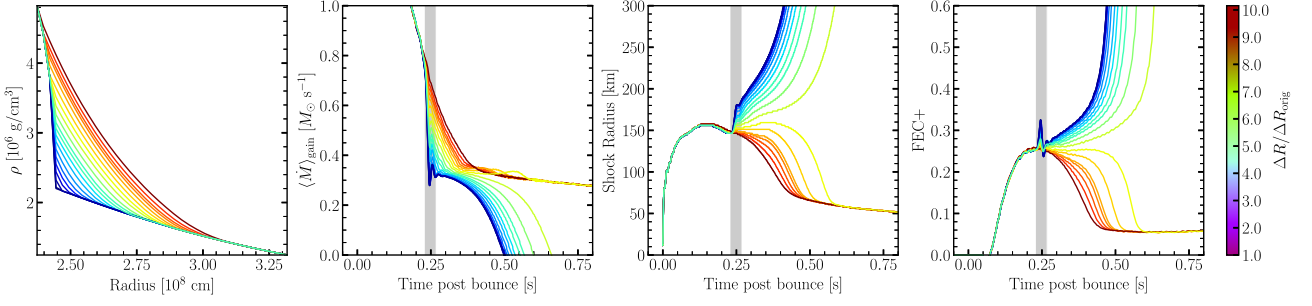 ρ [10⁶ g/cm³]
4
3
2
2.50 2.75 3.00 3.25
Radius [10⁸ cm]
⟨Ṁ⟩gain [M⊙ s⁻¹]
1.0
0.8
0.6
0.4
0.2
0.0
0.00 0.25 0.50 0.75
Time post bounce [s]
Shock Radius [km]
300
250
200
150
100
50
0
0.00 0.25 0.50 0.75
Time post bounce [s]
FEC+
0.6
0.5
0.4
0.3
0.2
0.1
0.0
0.00 0.25 0.50 0.75
Time post bounce [s]
10.0
9.0
8.0
7.0
6.0
5.0
4.0
3.0
2.0
1.0
ΔR/ΔRorig